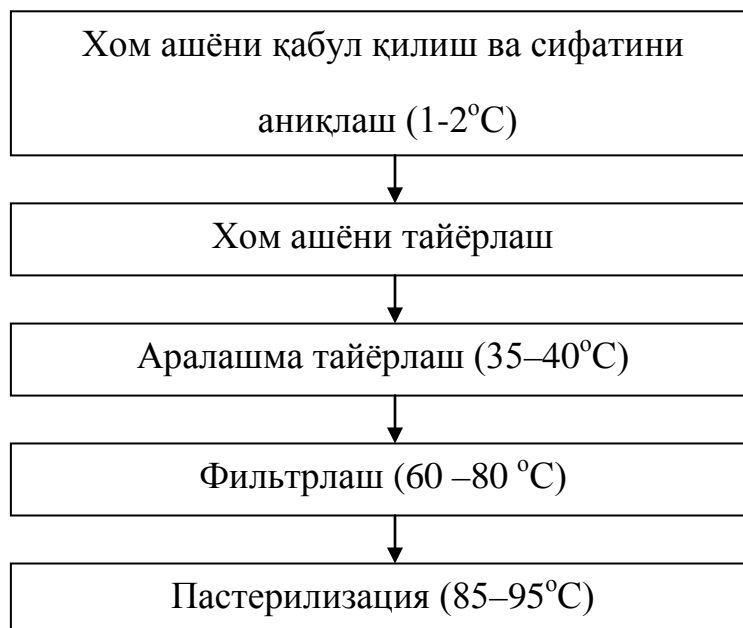 Хом ашёни қабул қилиш ва сифатини
аниқлаш (1-2°С)
Хом ашёни тайёрлаш
Аралашма тайёрлаш (35–40°С)
Фильтрлаш (60 –80 °С)
Пастерилизация (85–95°С)